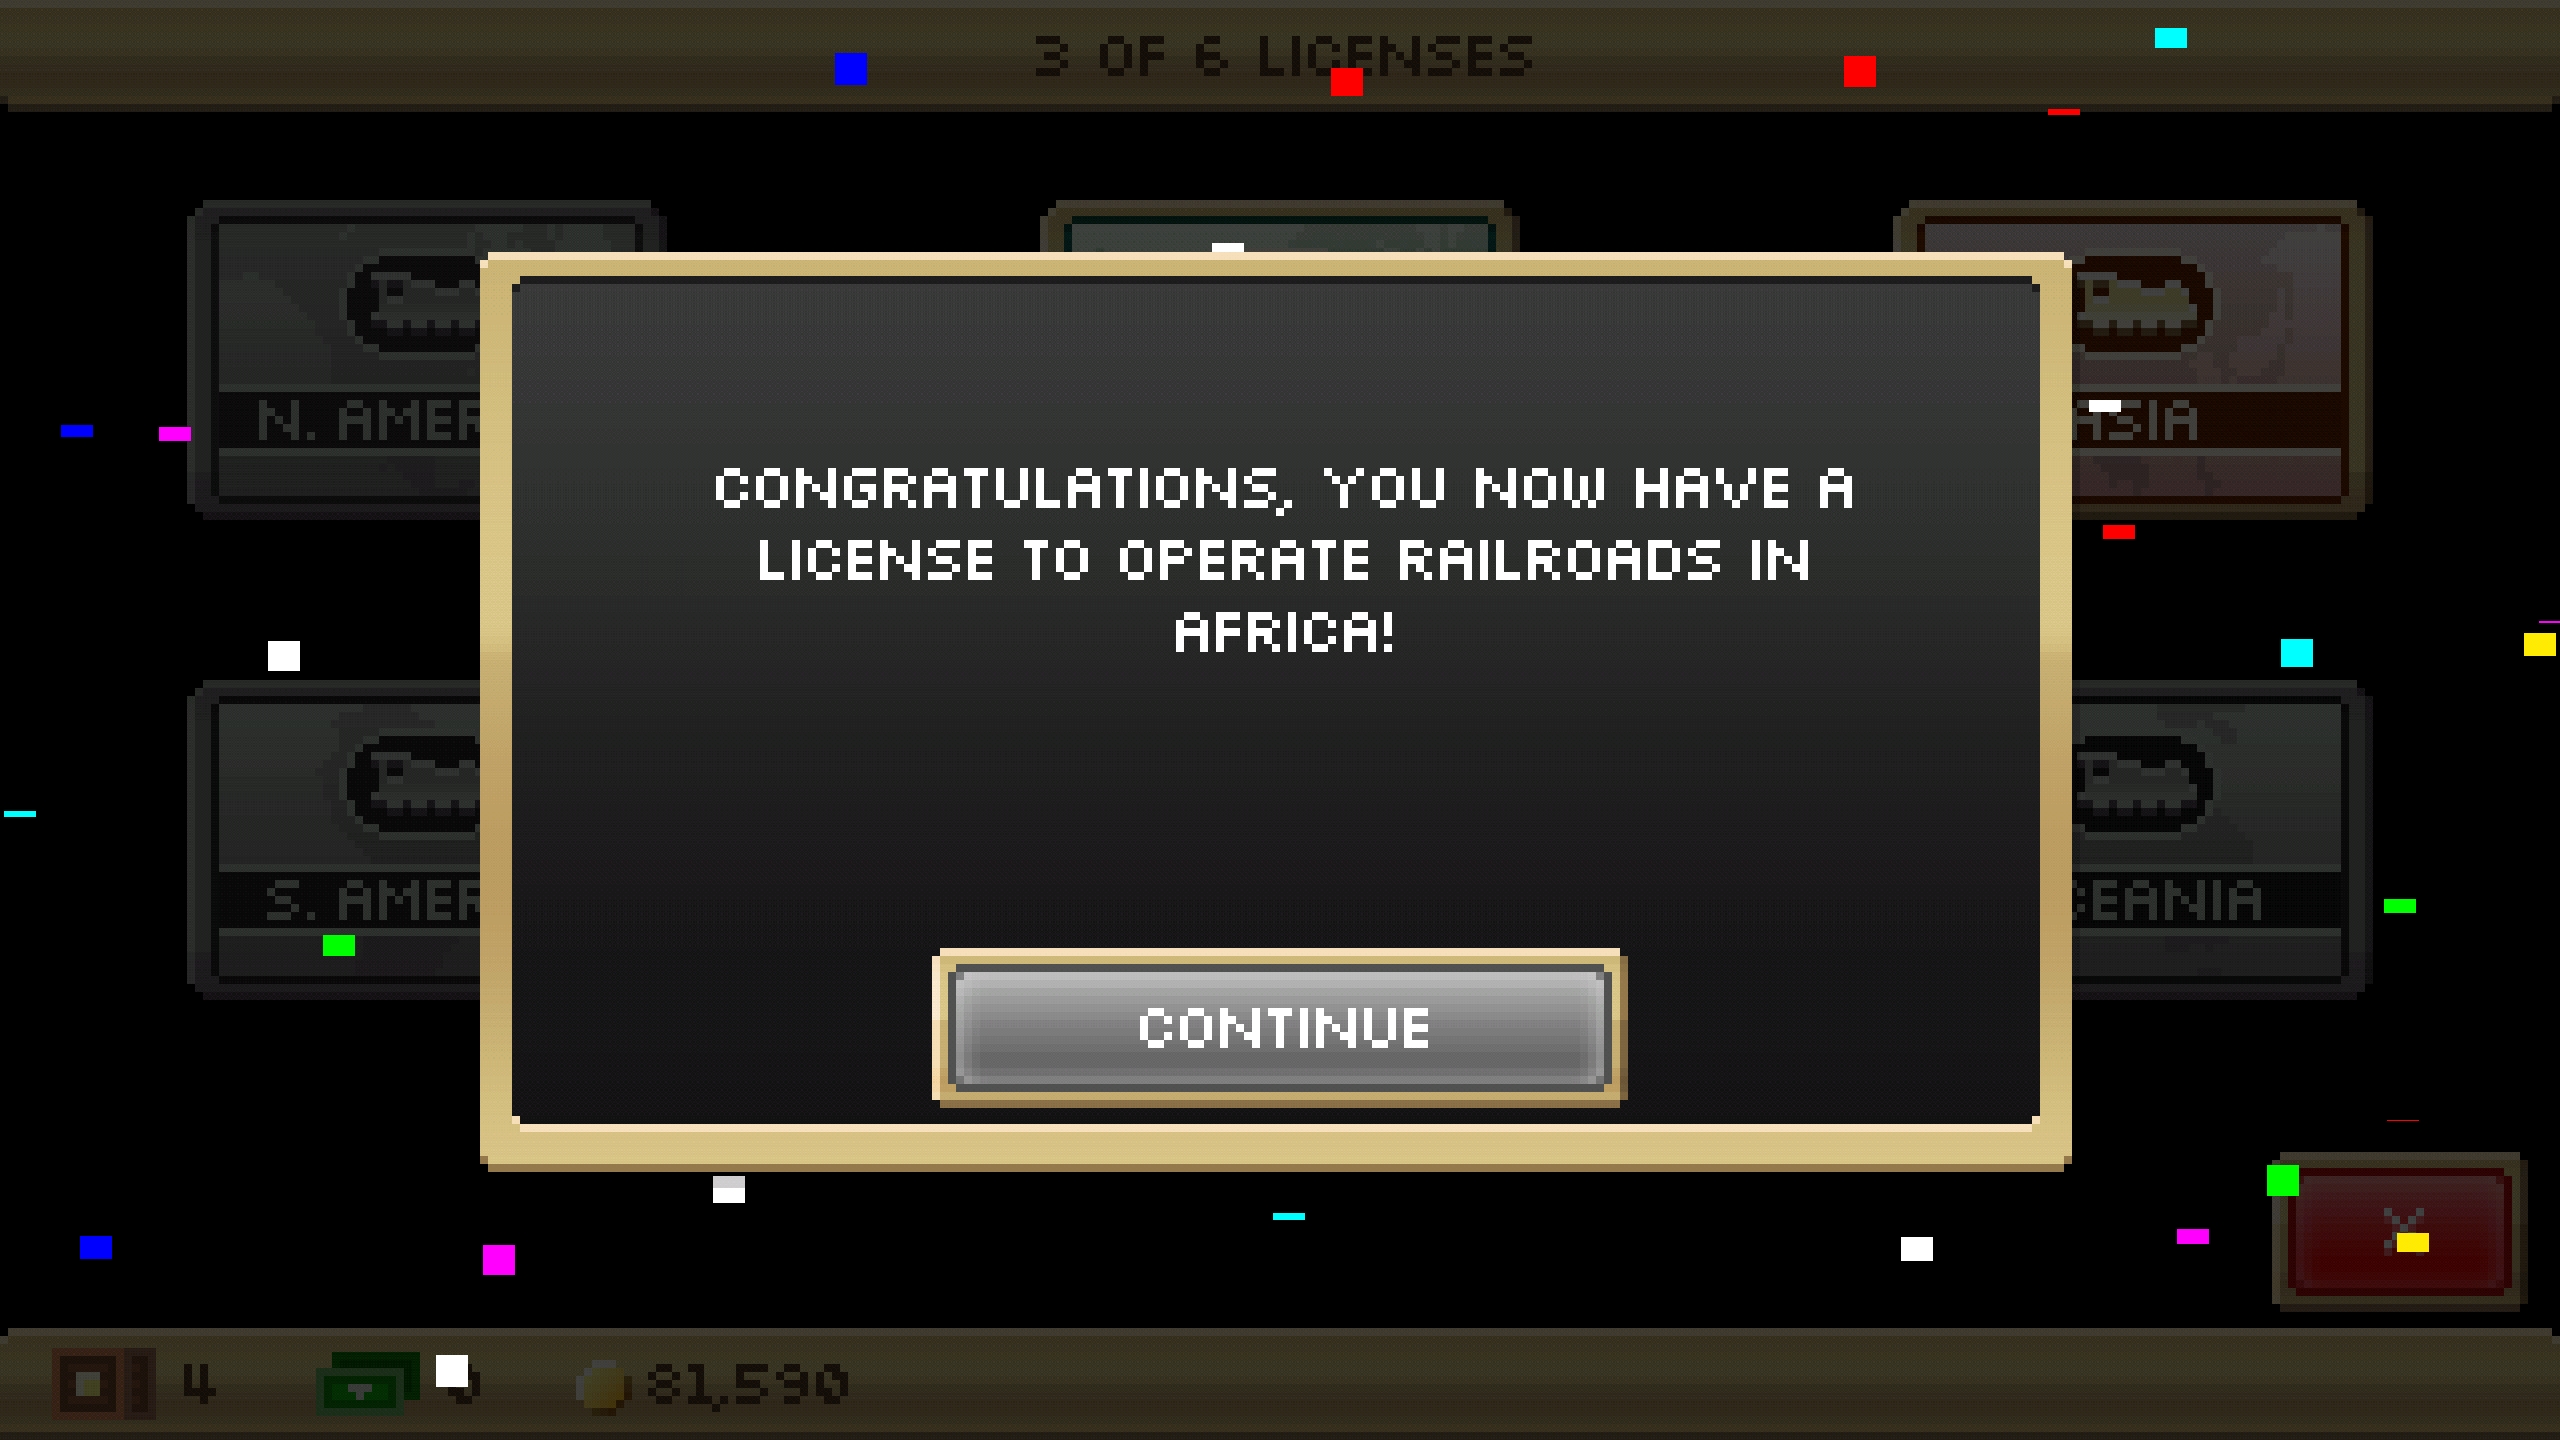 3 OF 6 LICENSES
N. AMER
ASIA
CONGRATULATIONS, YOU NOW HAVE A
LICENSE TO OPERATE RAILROADS IN
AFRICA!
S. AMER
CEANIA
CONTINUE
X
4
81,590